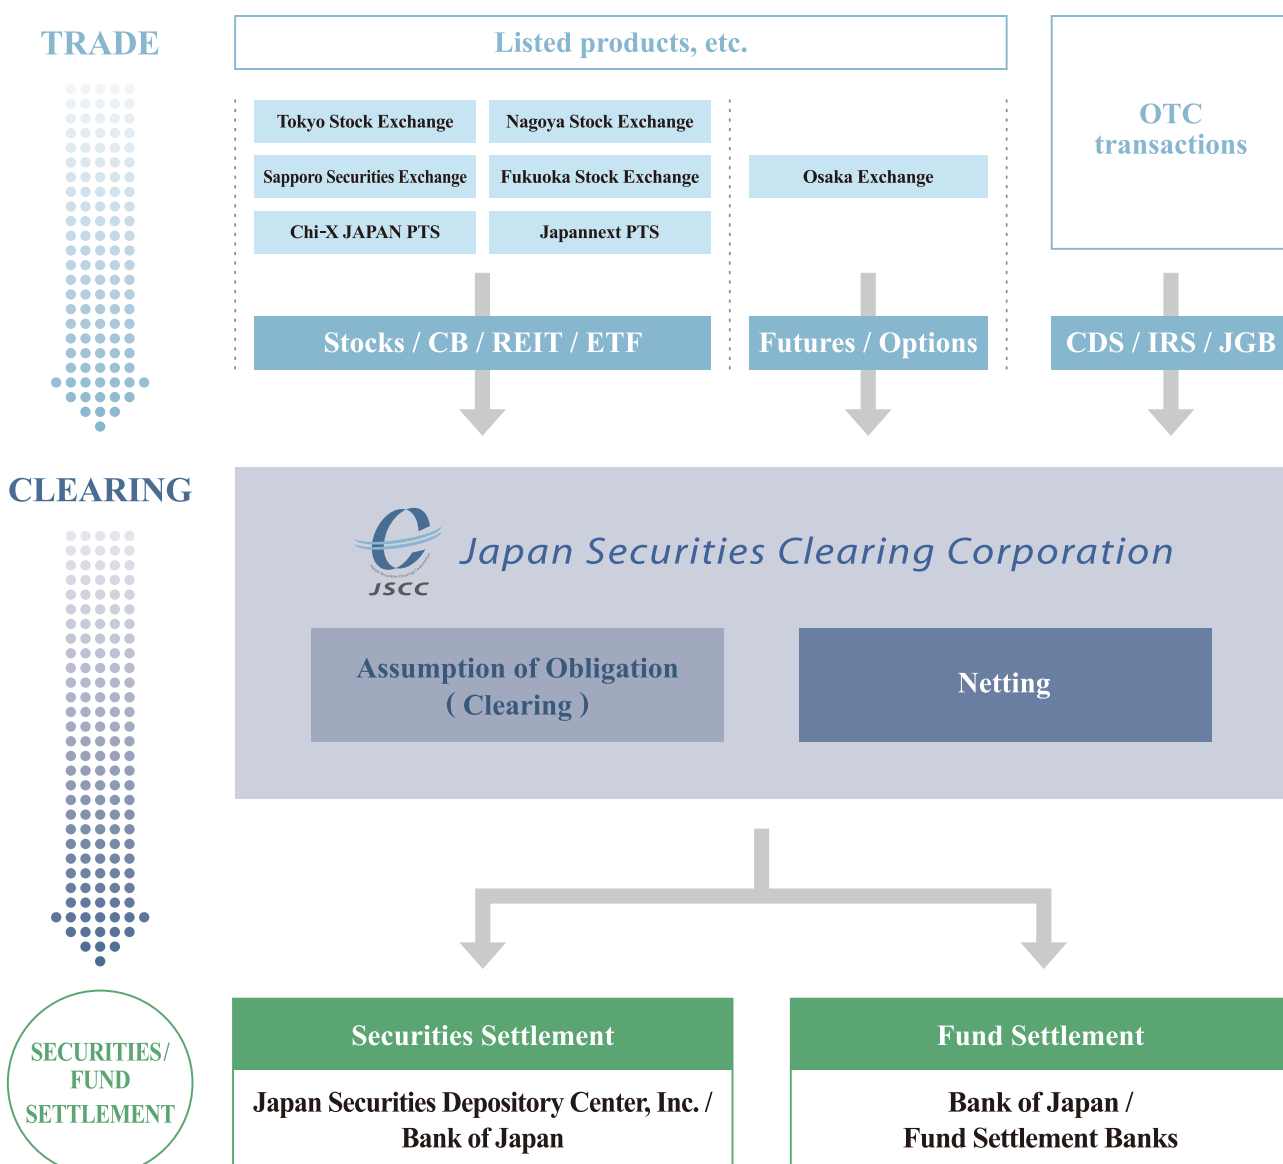 TRADE
Listed products, etc.
Tokyo Stock Exchange
Nagoya Stock Exchange
Sapporo Securities Exchange
Fukuoka Stock Exchange
Chi-X JAPAN PTS
Japannext PTS
Osaka Exchange
OTC
transactions
Stocks / CB / REIT / ETF
Futures / Options
CDS / IRS / JGB
CLEARING
JSCC
Japan Securities Clearing Corporation
Assumption of Obligation
( Clearing )
Netting
SECURITIES/
FUND
SETTLEMENT
Securities Settlement
Japan Securities Depository Center, Inc. /
Bank of Japan
Fund Settlement
Bank of Japan /
Fund Settlement Banks